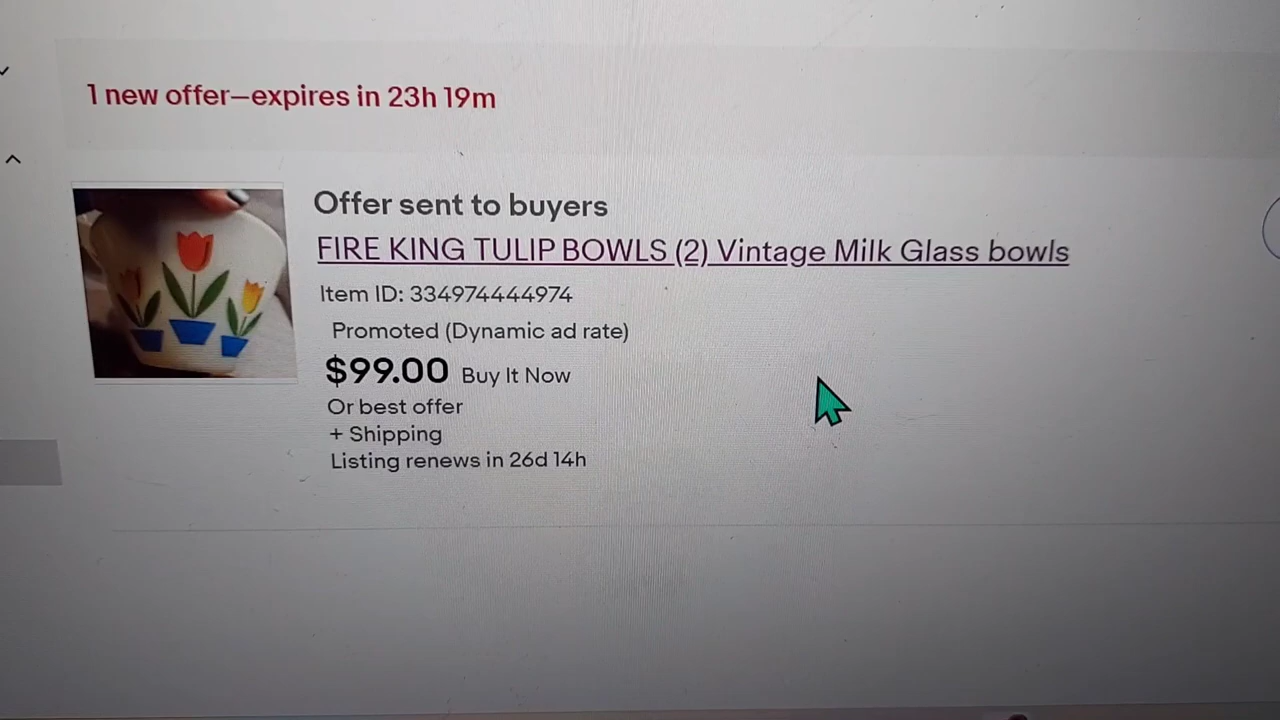 1 new offer—expires in 23h 19m
Offer sent to buyers
FIRE KING TULIP BOWLS (2) Vintage Milk Glass bowls
Item ID: 334974444974
Promoted (Dynamic ad rate)
$99.00 Buy It Now
Or best offer
+ Shipping
Listing renews in 26d 14h